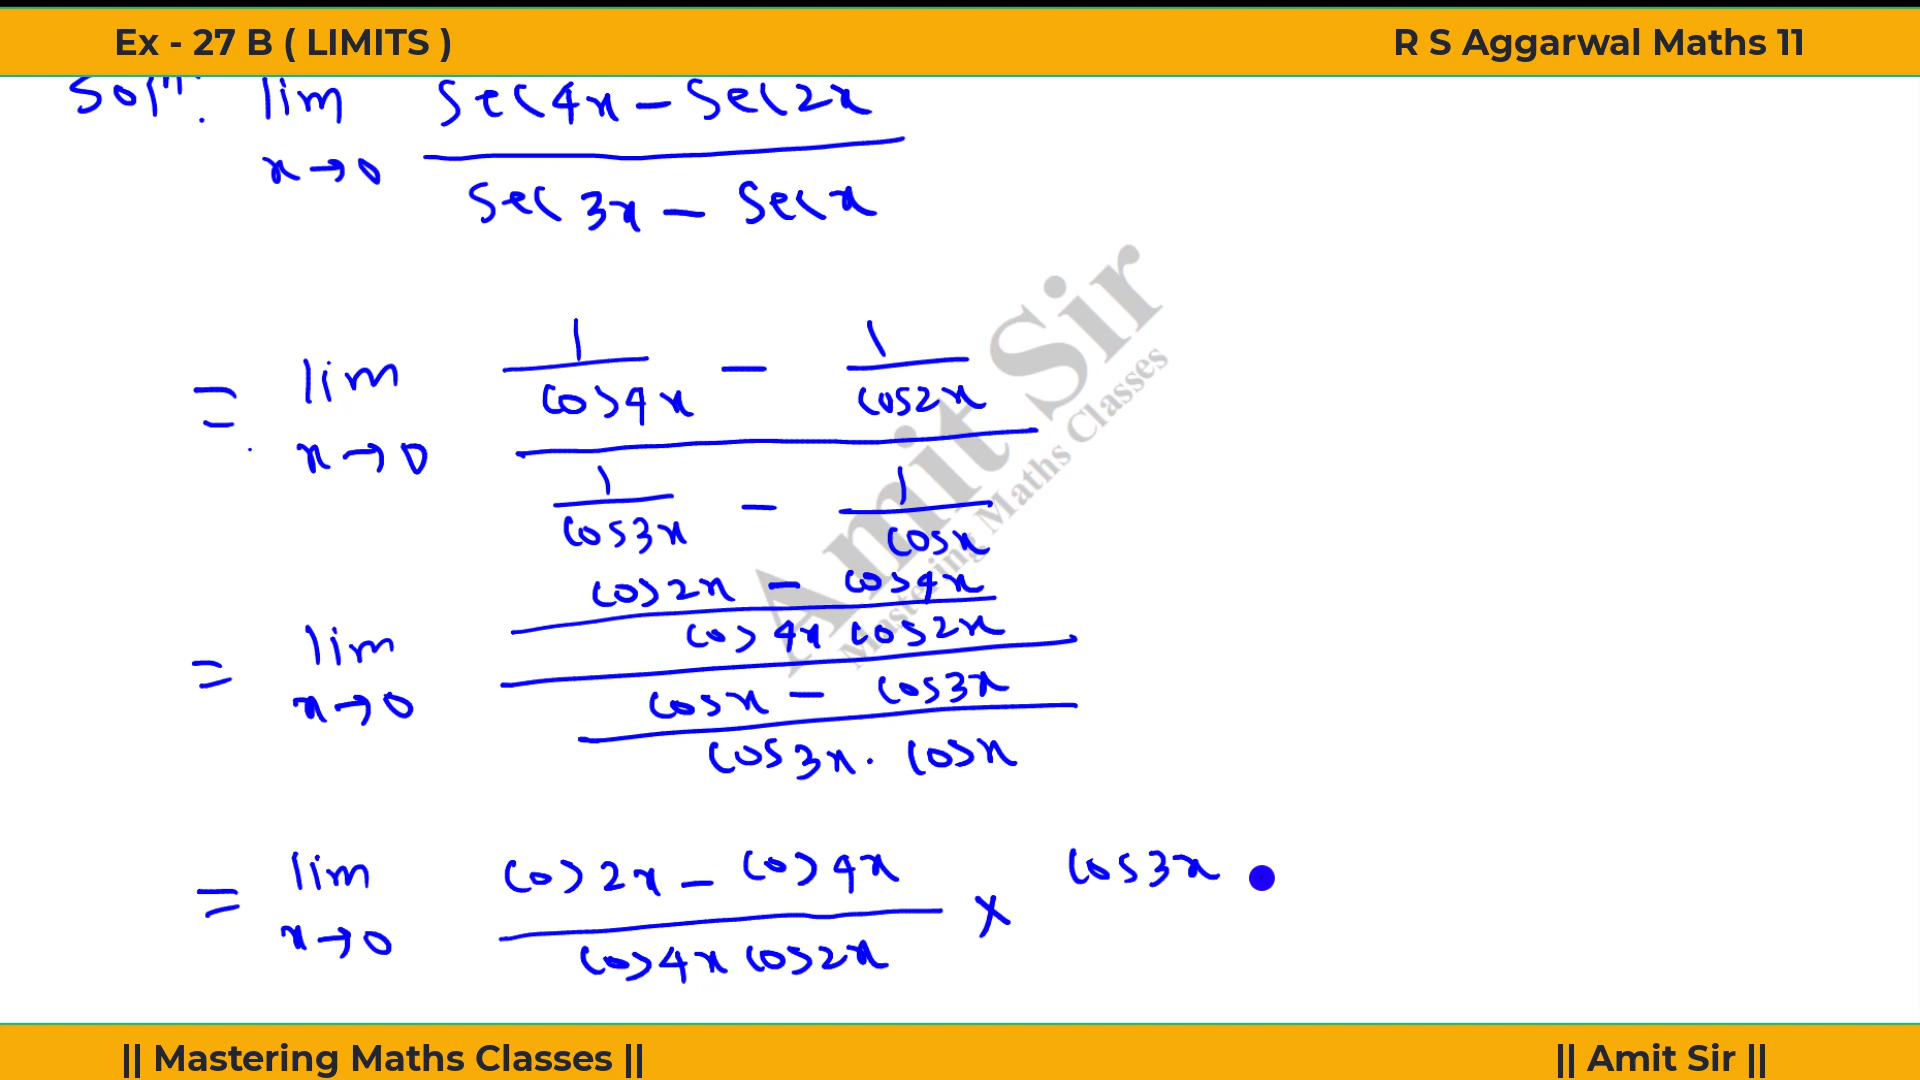 Ex - 27 B ( LIMITS )
R S Aggarwal Maths 11
Solⁿ. lim sec4x − sec2x
x→0 sec3x − secx
= lim 1/cos4x − 1/cos2x
x→0 1/cos3x − 1/cosx
= lim cos2x − cos4x
cos4x cos2x
x→0 cosx − cos3x
cos3x · cosx
= lim cos2x − cos4x × cos3x
x→0 cos4x cos2x
Amit Sir
Mastering Maths Classes
|| Mastering Maths Classes ||
|| Amit Sir ||